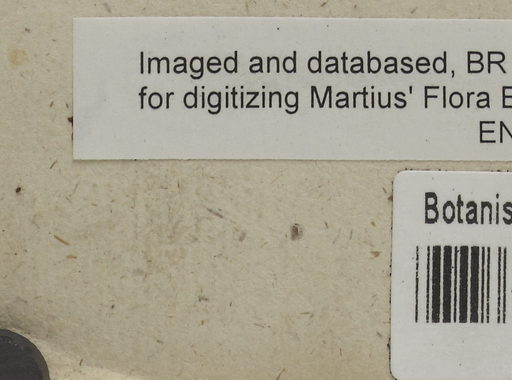 Imaged and databased, BR
for digitizing Martius' Flora B
EN
Botanis